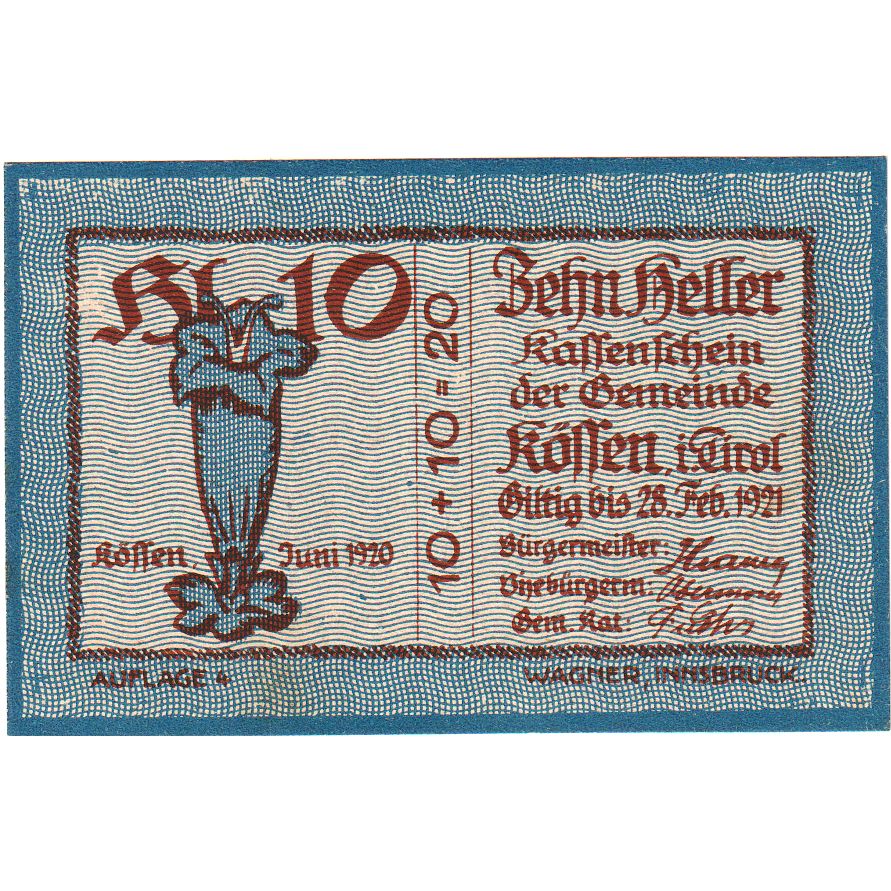 Hl 10
Kössen, Juni 1920
10 + 10 = 20
Zehn Heller
Kassenschein
der Gemeinde
Kössen, i. Tirol
Giltig bis 28. Feb. 1921
Bürgermeister:
Vizebürgerm.
Gem. Rat:
AUFLAGE 4
WAGNER, INNSBRUCK.